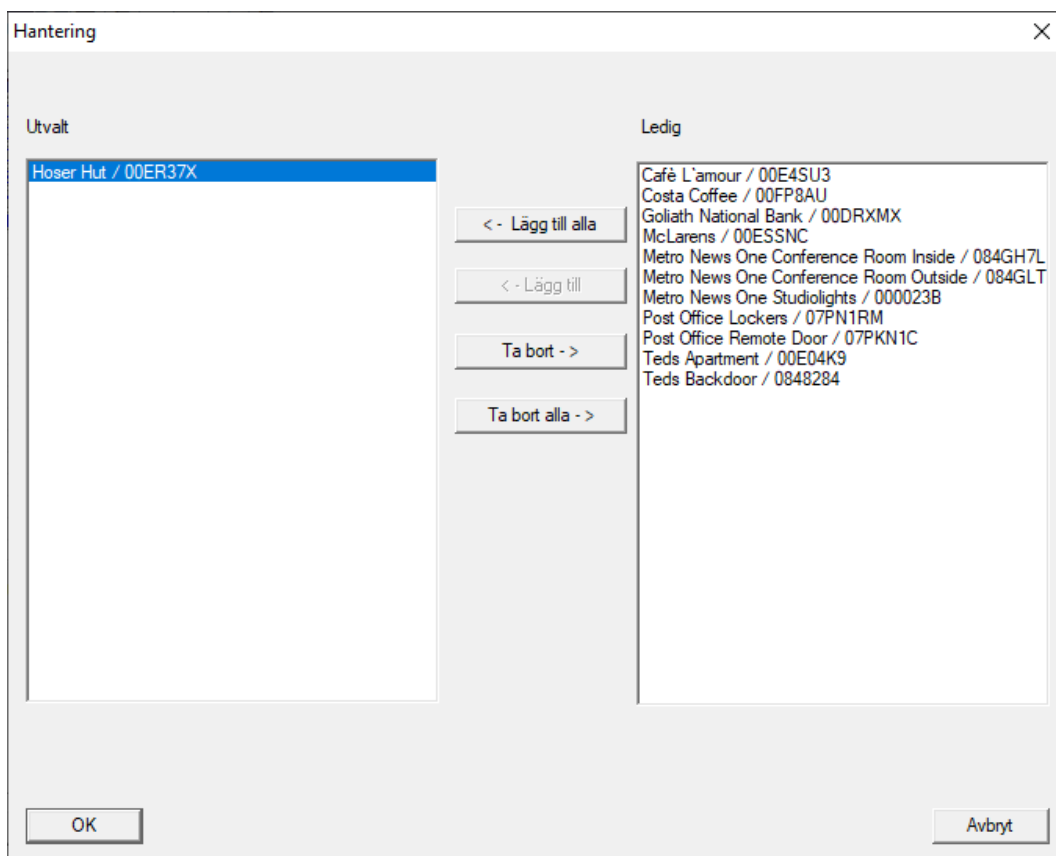 Hantering
Utvalt
Hoser Hut / 00ER37X
< - Lägg till alla
< - Lägg till
Ta bort - >
Ta bort alla - >
Ledig
Cafè L'amour / 00E4SU3
Costa Coffee / 00FP8AU
Goliath National Bank / 00DRXMX
McLarens / 00ESSNC
Metro News One Conference Room Inside / 084GH7L
Metro News One Conference Room Outside / 084GLT
Metro News One Studiolights / 000023B
Post Office Lockers / 07PN1RM
Post Office Remote Door / 07PKN1C
Teds Apartment / 00E04K9
Teds Backdoor / 0848284
OK
Avbryt